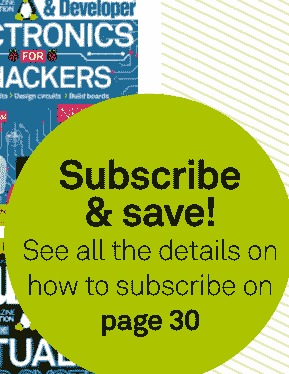 & Developer
CTRONICS
FOR
HACKERS
Design circuits › Build boards
Subscribe
& save!
See all the details on
how to subscribe on
page 30
TUAL